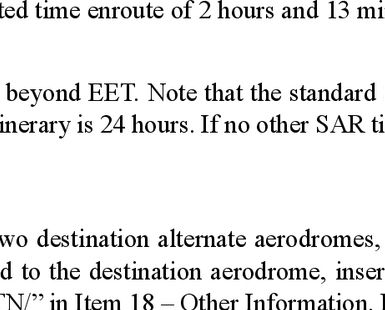 ted time enroute of 2 hours and 13 mi
beyond EET. Note that the standard
inerary is 24 hours. If no other SAR ti
wo destination alternate aerodromes,
d to the destination aerodrome, inser
TN/” in Item 18 – Other Information.